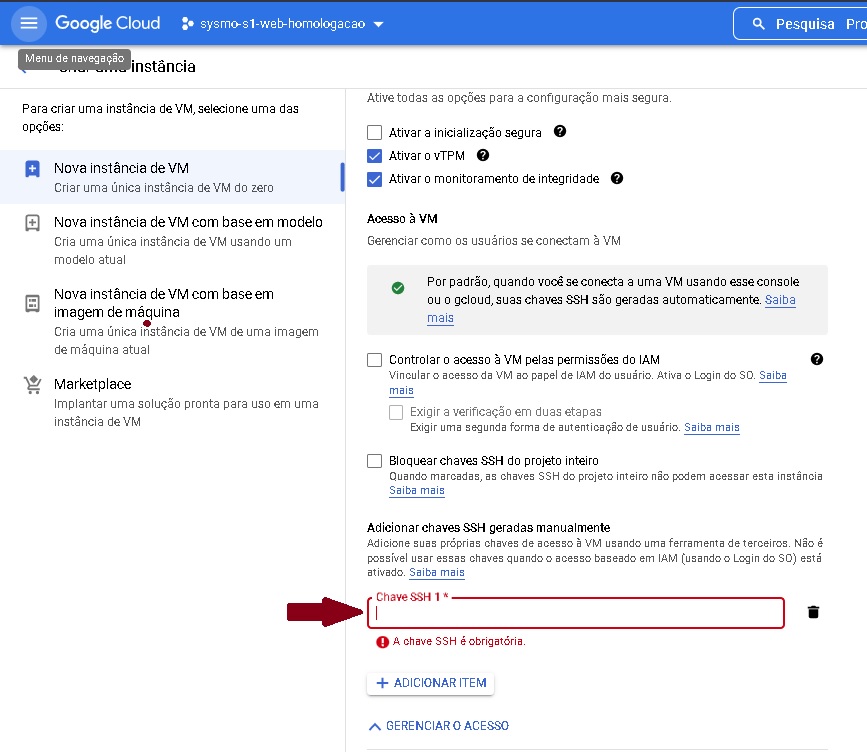 Google Cloud
sysmo-s1-web-homologacao
Pesquisa Pro
Menu de navegação
Criar uma instância
Para criar uma instância de VM, selecione uma das
opções:
Nova instância de VM
Criar uma única instância de VM do zero
Nova instância de VM com base em modelo
Cria uma única instância de VM usando um
modelo atual
Nova instância de VM com base em
imagem de máquina
Cria uma única instância de VM de uma imagem
de máquina atual
Marketplace
Implantar uma solução pronta para uso em uma
instância de VM
Ative todas as opções para a configuração mais segura.
Ativar a inicialização segura
Ativar o vTPM
Ativar o monitoramento de integridade
Acesso à VM
Gerenciar como os usuários se conectam à VM
Por padrão, quando você se conecta a uma VM usando esse console
ou o gcloud, suas chaves SSH são geradas automaticamente. Saiba
mais
Controlar o acesso à VM pelas permissões do IAM
Vincular o acesso da VM ao papel de IAM do usuário. Ativa o Login do SO. Saiba
mais
Exigir a verificação em duas etapas
Exigir uma segunda forma de autenticação de usuário. Saiba mais
Bloquear chaves SSH do projeto inteiro
Quando marcadas, as chaves SSH do projeto inteiro não podem acessar esta instância
Saiba mais
Adicionar chaves SSH geradas manualmente
Adicione suas próprias chaves de acesso à VM usando uma ferramenta de terceiros. Não é
possível usar essas chaves quando o acesso baseado em IAM (usando o Login do SO) está
ativado. Saiba mais
Chave SSH 1 *
A chave SSH é obrigatória.
ADICIONAR ITEM
GERENCIAR O ACESSO